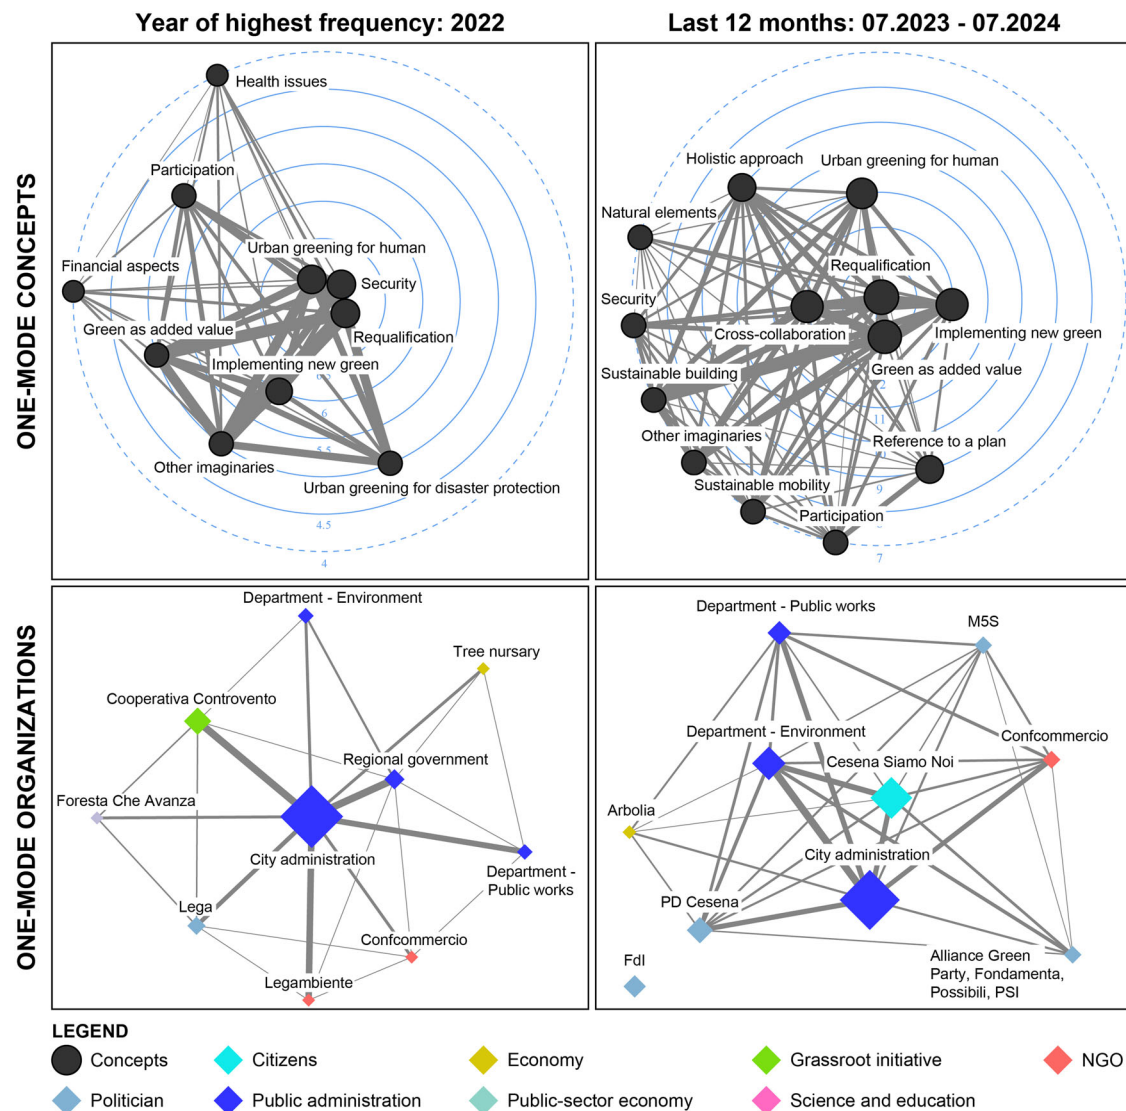 Year of highest frequency: 2022
Last 12 months: 07.2023 - 07.2024
ONE-MODE CONCEPTS
Health issues
Participation
Urban greening for human
Security
Financial aspects
Green as added value
Requalification
Implementing new green
6
5.5
Other imaginaries
Urban greening for disaster protection
4.5
4
Holistic approach
Urban greening for human
Natural elements
Requalification
Security
Cross-collaboration
Implementing new green
Sustainable building
Green as added value
11
Other imaginaries
Reference to a plan
Sustainable mobility
9
Participation
7
ONE-MODE ORGANIZATIONS
Department - Environment
Tree nursary
Cooperativa Controvento
Regional government
Foresta Che Avanza
City administration
Department -
Public works
Lega
Confcommercio
Legambiente
Department - Public works
M5S
Department - Environment
Confcommercio
Cesena Siamo Noi
Arbolia
City administration
PD Cesena
FdI
Alliance Green
Party, Fondamenta,
Possibili, PSI
LEGEND
Concepts
Citizens
Economy
Grassroot initiative
NGO
Politician
Public administration
Public-sector economy
Science and education